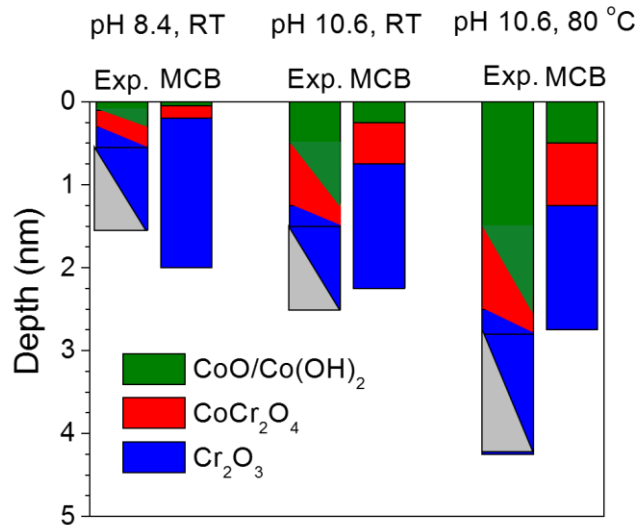 pH 8.4, RT pH 10.6, RT pH 10.6, 80 °C
Exp. MCB Exp. MCB Exp. MCB
0
1
2
3
4
5
Depth (nm)
CoO/Co(OH)₂
CoCr₂O₄
Cr₂O₃